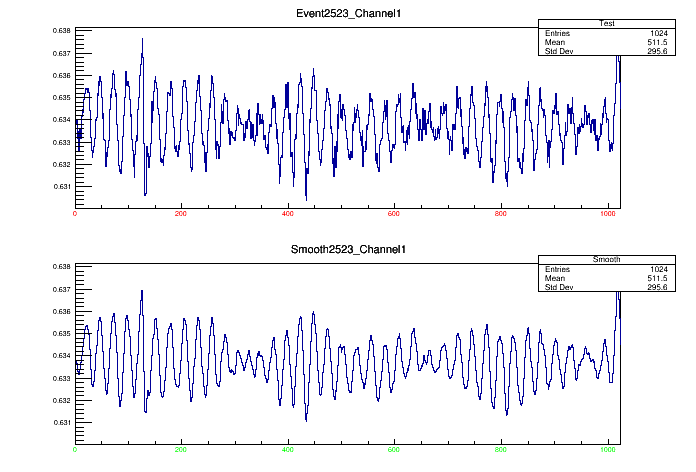 Event2523_Channel1
Test
Entries 1024
Mean 511.5
Std Dev 295.6
0.638
0.637
0.636
0.635
0.634
0.633
0.632
0.631
0 200 400 600 800 1000
Smooth2523_Channel1
Smooth
Entries 1024
Mean 511.5
Std Dev 295.6
0.638
0.637
0.636
0.635
0.634
0.633
0.632
0.631
0 200 400 600 800 1000